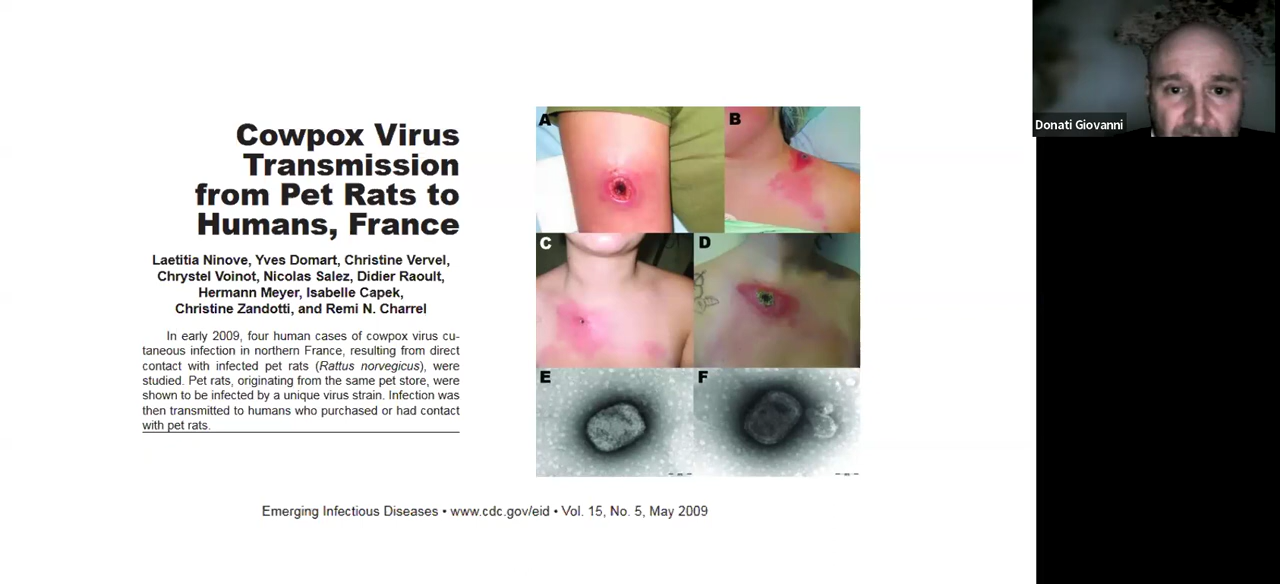 Cowpox Virus
Transmission
from Pet Rats to
Humans, France
Laetitia Ninove, Yves Domart, Christine Vervel,
Chrystel Voinot, Nicolas Salez, Didier Raoult,
Hermann Meyer, Isabelle Capek,
Christine Zandotti, and Remi N. Charrel
In early 2009, four human cases of cowpox virus cu-
taneous infection in northern France, resulting from direct
contact with infected pet rats (Rattus norvegicus), were
studied. Pet rats, originating from the same pet store, were
shown to be infected by a unique virus strain. Infection was
then transmitted to humans who purchased or had contact
with pet rats.
A
B
C
D
E
F
Emerging Infectious Diseases • www.cdc.gov/eid • Vol. 15, No. 5, May 2009
Donati Giovanni